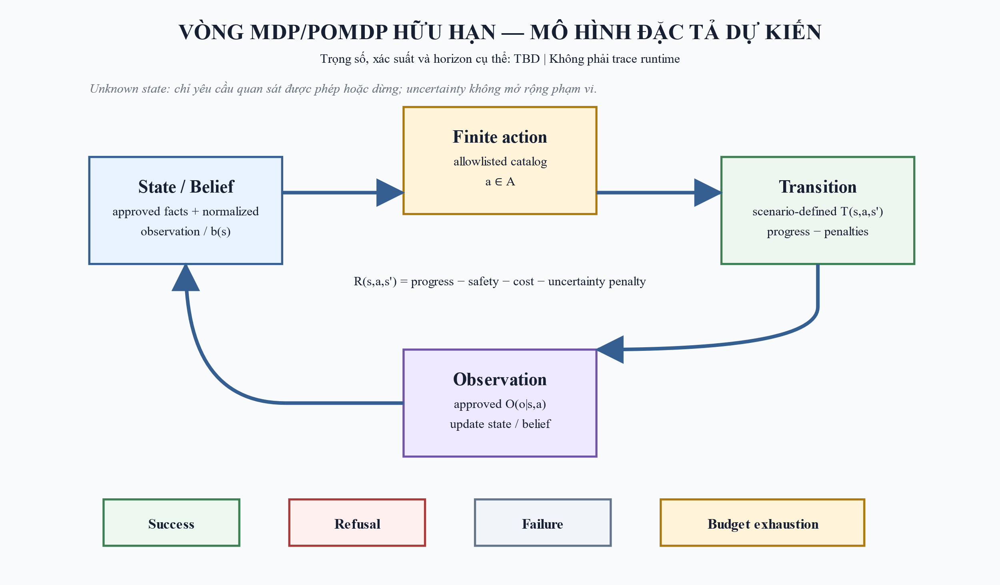 VÒNG MDP/POMDP HỮU HẠN — MÔ HÌNH ĐẶC TẢ DỰ KIẾN
Trọng số, xác suất và horizon cụ thể: TBD | Không phải trace runtime
Unknown state: chỉ yêu cầu quan sát được phép hoặc dừng; uncertainty không mở rộng phạm vi.
Finite action
allowlisted catalog
a ∈ A
State / Belief
approved facts + normalized
observation / b(s)
Transition
scenario-defined T(s,a,s')
progress − penalties
R(s,a,s') = progress − safety − cost − uncertainty penalty
Observation
approved O(o|s,a)
update state / belief
Success
Refusal
Failure
Budget exhaustion